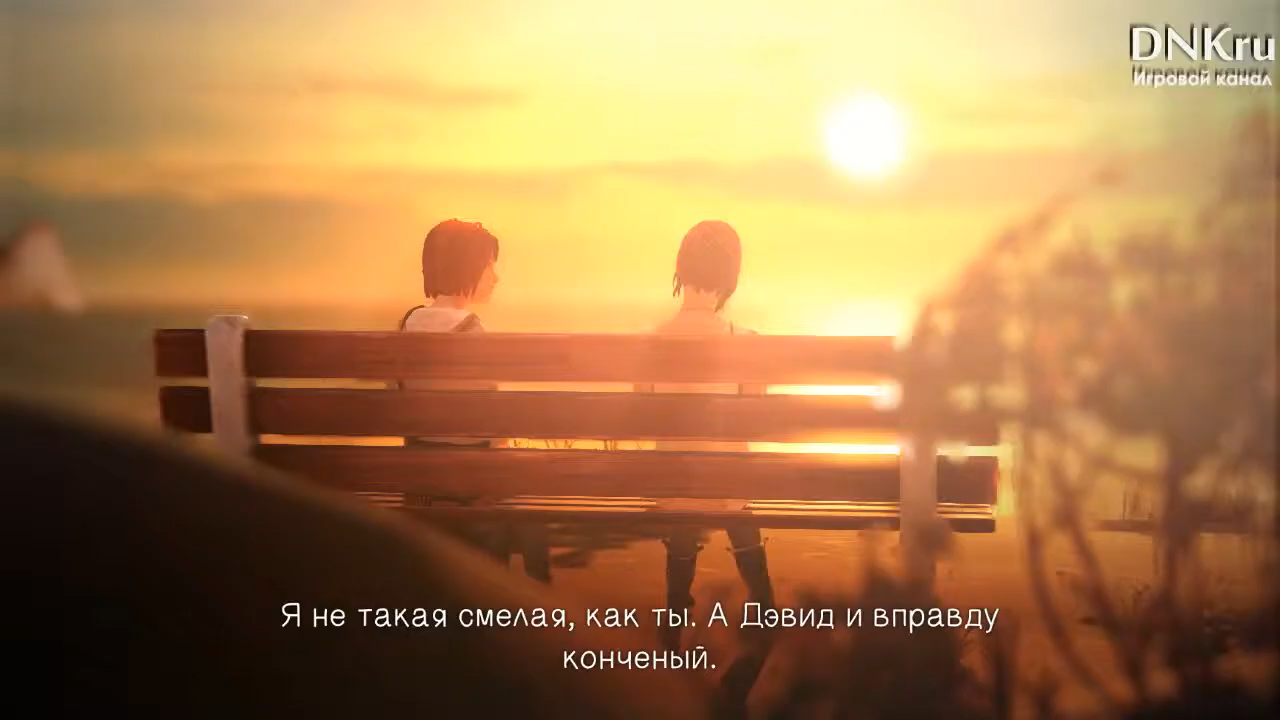 DNKru
Игровой канал
Я не такая смелая, как ты. А Дэвид и вправду
конченый.